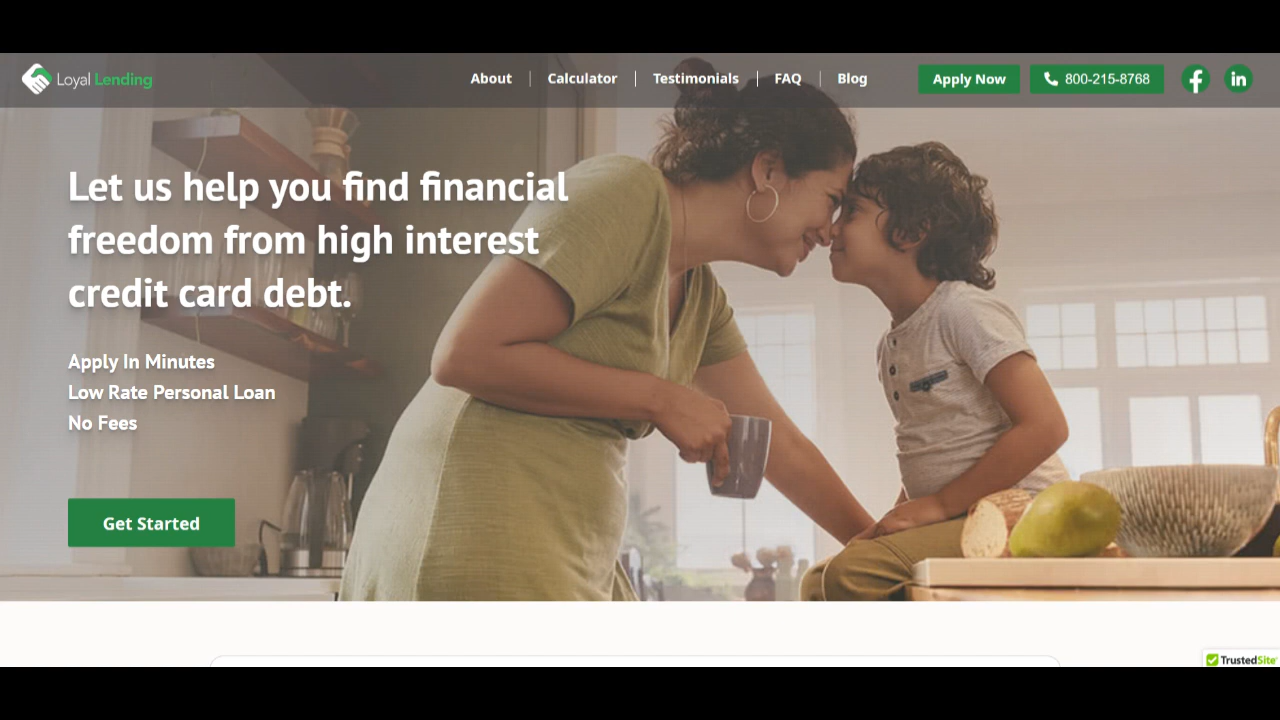 Loyal Lending
About
Calculator
Testimonials
FAQ
Blog
Apply Now
800-215-8768
Let us help you find financial
freedom from high interest
credit card debt.
Apply In Minutes
Low Rate Personal Loan
No Fees
Get Started
TrustedSite